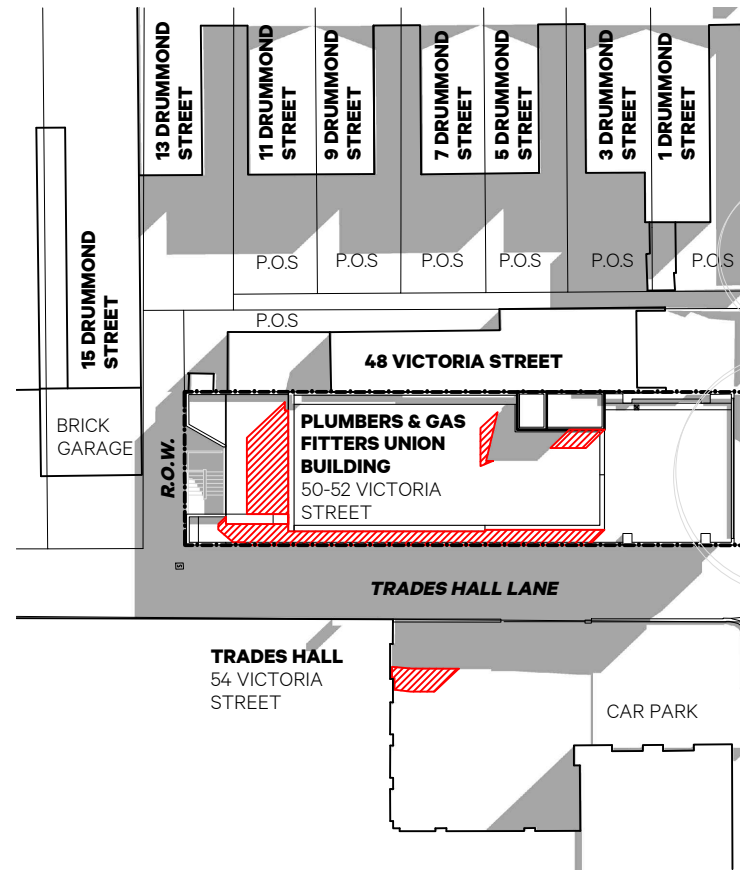 13 DRUMMOND
STREET
11 DRUMMOND
STREET
9 DRUMMOND
STREET
7 DRUMMOND
STREET
5 DRUMMOND
STREET
3 DRUMMOND
STREET
1 DRUMMOND
STREET
15 DRUMMOND
STREET
P.O.S
P.O.S
P.O.S
P.O.S
P.O.S
P.O.S
P.O.S
48 VICTORIA STREET
BRICK
GARAGE
R.O.W.
PLUMBERS & GAS
FITTERS UNION
BUILDING
50-52 VICTORIA
STREET
S
TRADES HALL LANE
TRADES HALL
54 VICTORIA
STREET
CAR PARK